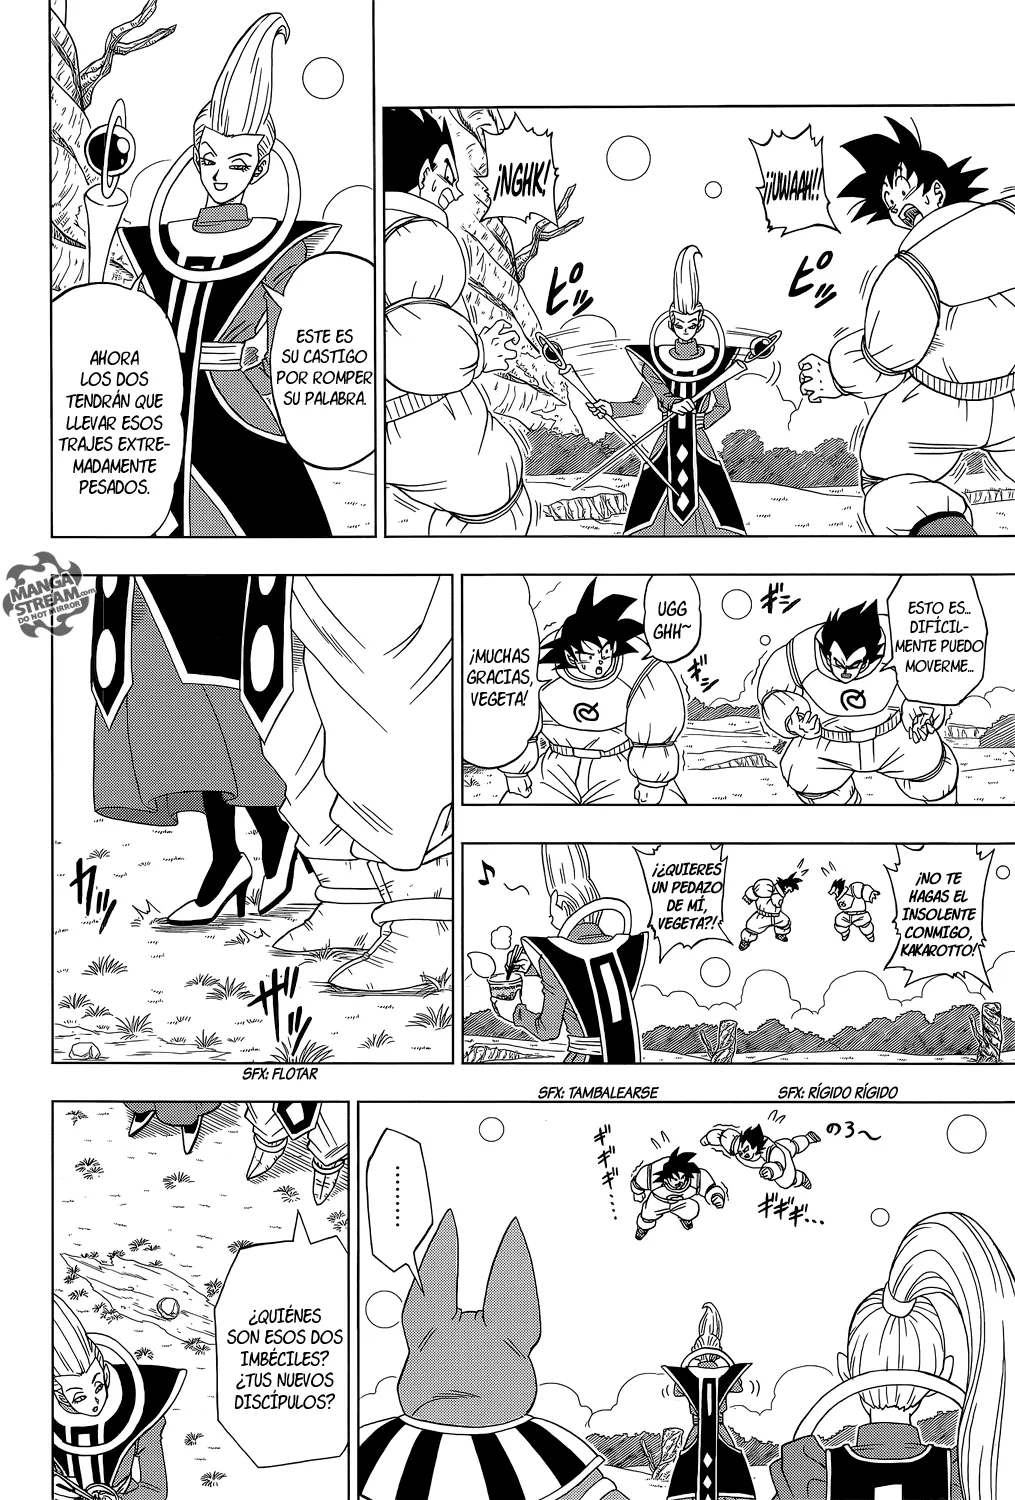 ESTE ES
SU CASTIGO
POR ROMPER
SU PALABRA.
AHORA
LOS DOS
TENDRÁN QUE
LLEVAR ESOS
TRAJES EXTRE-
MADAMENTE
PESADOS.
¡NGHK!
¡¡UWAAH!!
ピッ
ピッ
MANGA
STREAM.com
DO NOT MIRROR!
¡MUCHAS
GRACIAS,
VEGETA!
UGG
GHH~
ギシッ
ギシッ
ESTO ES...
DIFÍCIL-
MENTE PUEDO
MOVERME...
カッ
ザッ
SFX: FLOTAR
♪
¡¿QUIERES
UN PEDAZO
DE MÍ,
VEGETA?!
¡NO TE
HAGAS EL
INSOLENTE
CONMIGO,
KAKAROTTO!
SFX: TAMBALEARSE
SFX: RÍGIDO RÍGIDO
¿QUIÉNES
SON ESOS DOS
IMBÉCILES?
¿TUS NUEVOS
DISCÍPULOS?
........
ギギギ...
のろ〜
ギギギ...